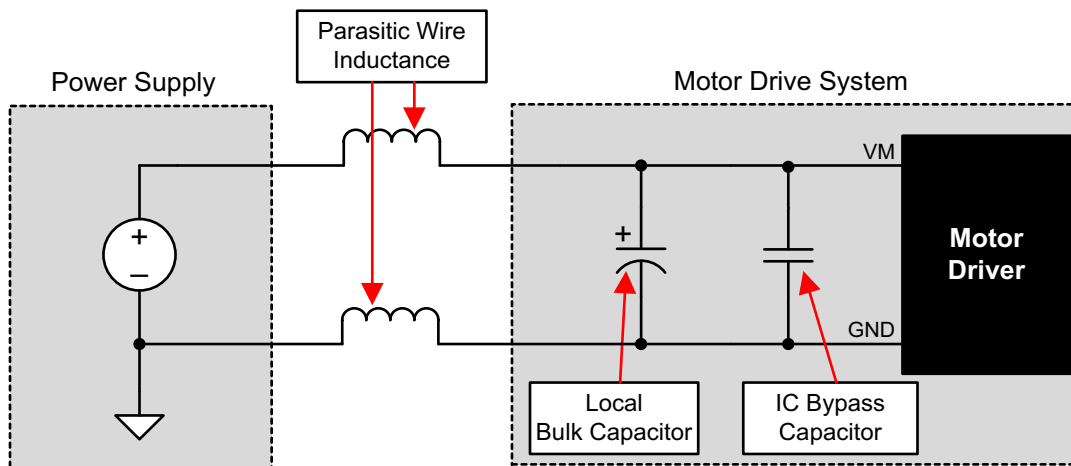 Parasitic Wire
Inductance
Power Supply
Motor Drive System
VM
+
–
+
Motor
Driver
GND
Local
Bulk Capacitor
IC Bypass
Capacitor